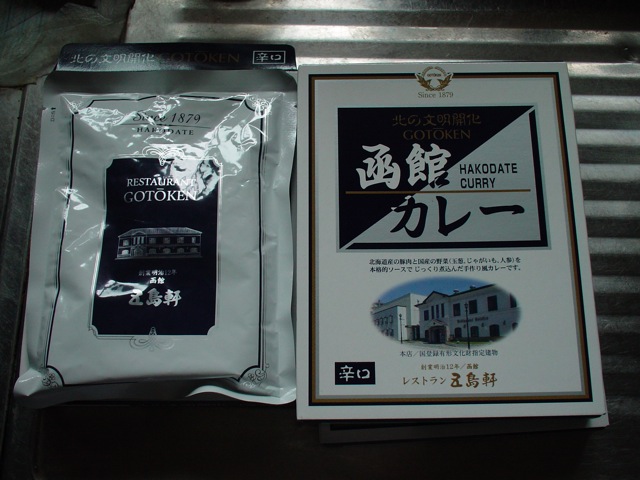 北の文明開化 GOTŌKEN 辛口
Since 1879
HAKODATE
RESTAURANT
GOTŌKEN
創業明治12年
函館
五島軒
Since 1879
北の文明開化
GOTŌKEN
函館
HAKODATE
CURRY
カレー
北海道産の豚肉と国産の野菜(玉葱、じゃがいも、人参)を
本格的ソースでじっくり煮込んだ手作り風カレーです。
本店/国登録有形文化財指定建物
辛口
創業明治12年/函館
レストラン 五島軒